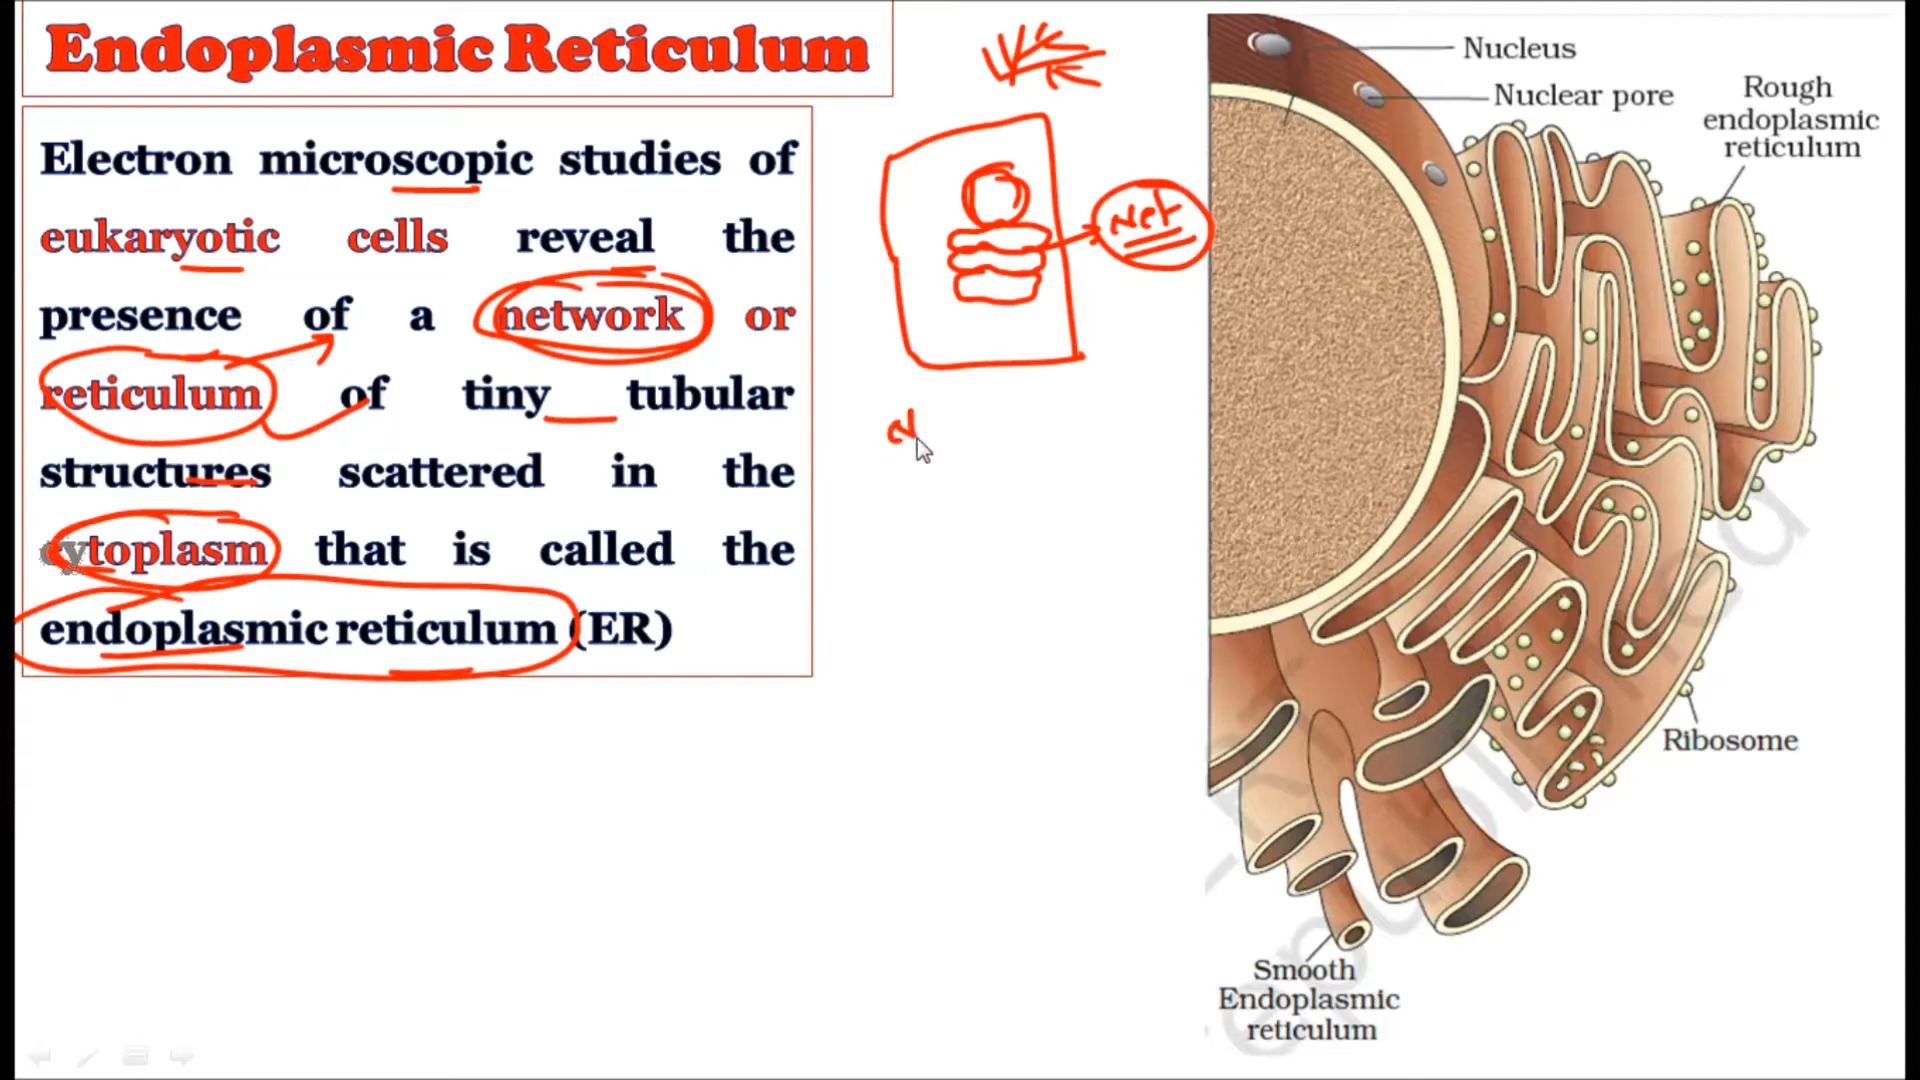 Endoplasmic Reticulum
Electron microscopic studies of
eukaryotic cells reveal the
presence of a network or
reticulum of tiny tubular
structures scattered in the
cytoplasm that is called the
endoplasmic reticulum (ER)
Net
Nucleus
Nuclear pore
Rough
endoplasmic
reticulum
Ribosome
Smooth
Endoplasmic
reticulum